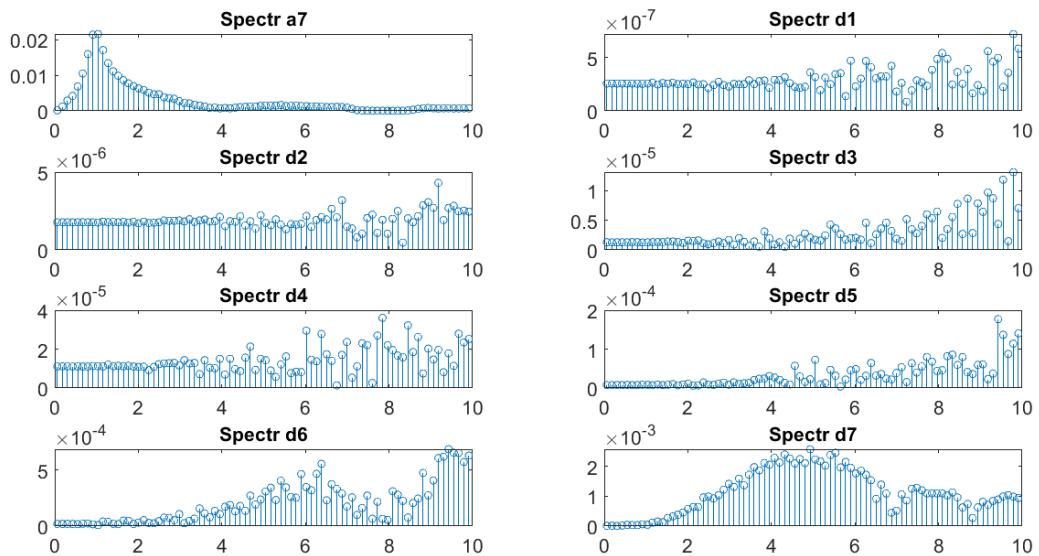 Spectr a7
0.02
0.01
0
0 2 4 6 8 10
Spectr d1
×10^-7
5
0
0 2 4 6 8 10
Spectr d2
×10^-6
5
0
0 2 4 6 8 10
Spectr d3
×10^-5
1
0.5
0
0 2 4 6 8 10
Spectr d4
×10^-5
4
2
0
0 2 4 6 8 10
Spectr d5
×10^-4
2
1
0
0 2 4 6 8 10
Spectr d6
×10^-4
5
0
0 2 4 6 8 10
Spectr d7
×10^-3
2
1
0
0 2 4 6 8 10